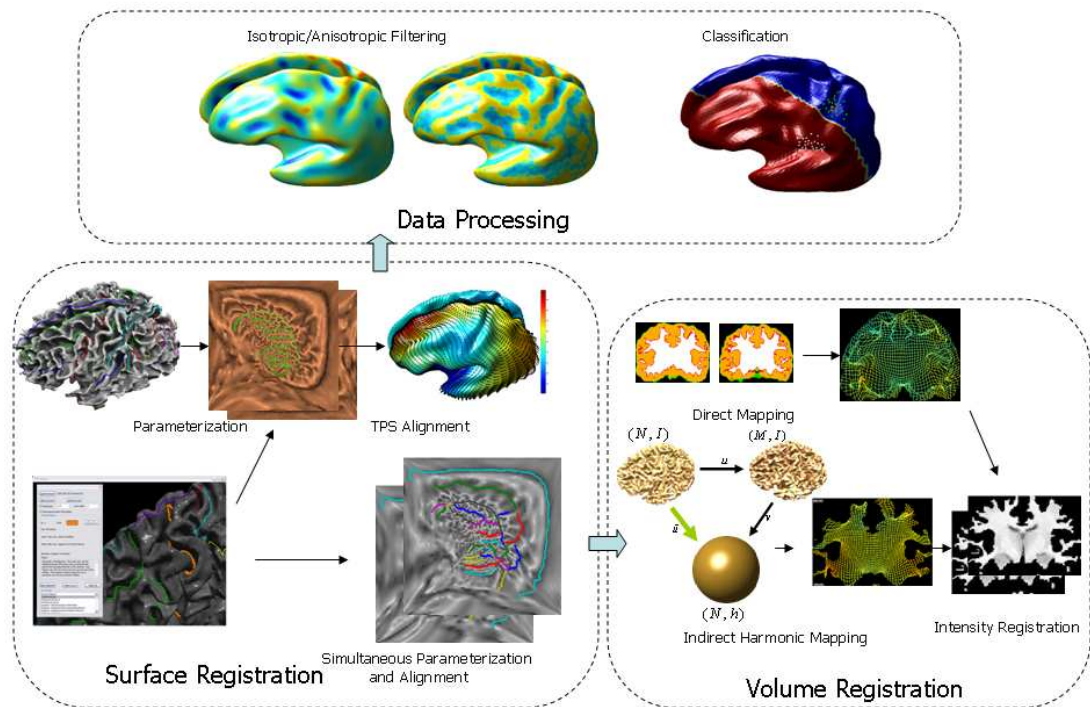 Isotropic/Anisotropic Filtering
Classification
Data Processing
Parameterization
TPS Alignment
Simultaneous Parameterization
and Alignment
Surface Registration
Direct Mapping
(N, I)
(M, I)
u
ũ
v
(N, h)
Indirect Harmonic Mapping
Intensity Registration
Volume Registration